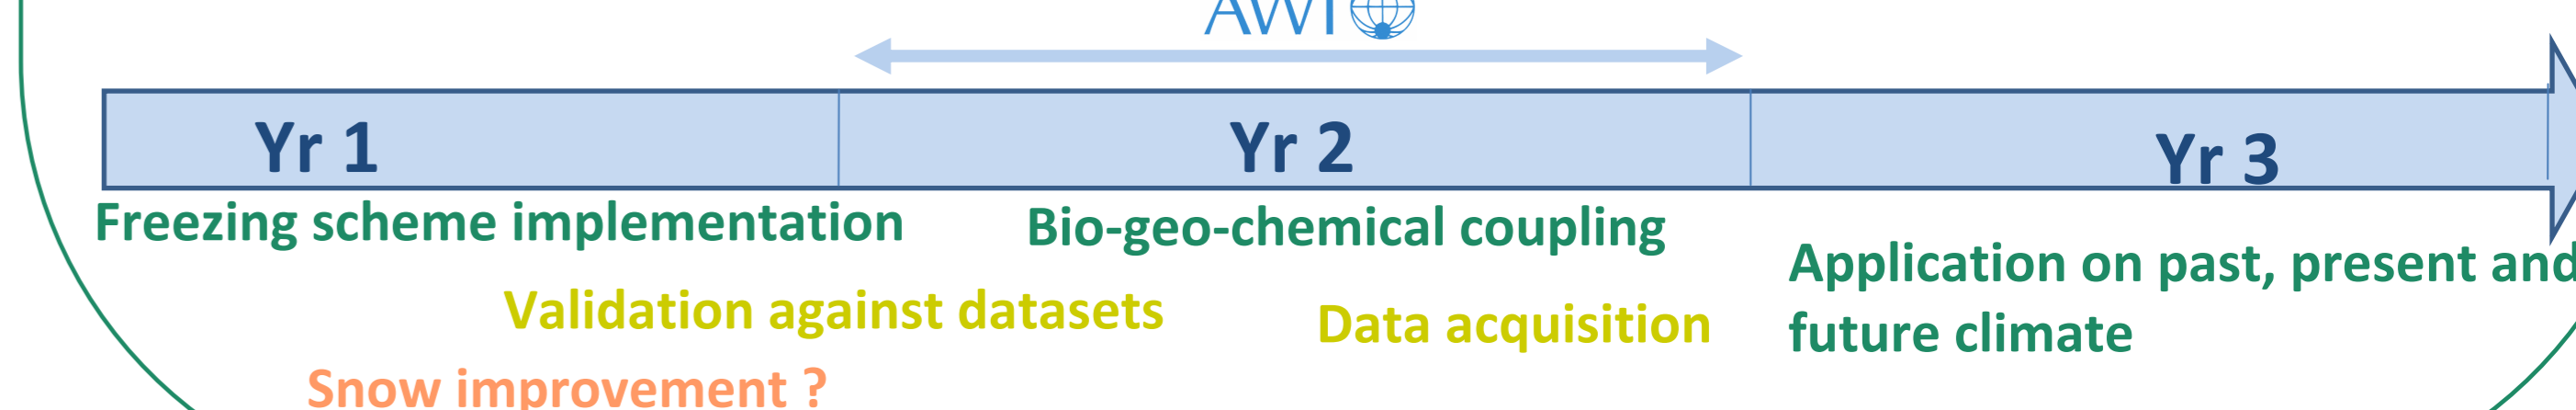 AWI
Yr 1
Yr 2
Yr 3
Freezing scheme implementation
Bio-geo-chemical coupling
Application on past, present and
future climate
Validation against datasets
Data acquisition
Snow improvement ?